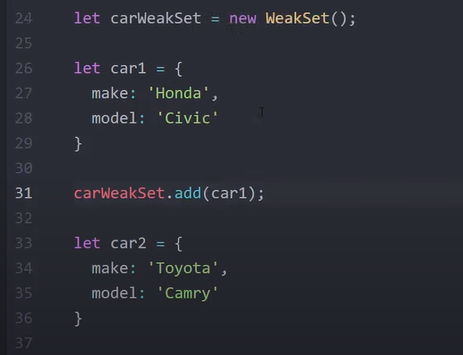 24 let carWeakSet = new WeakSet();
25
26 let car1 = {
27 make: 'Honda',
28 model: 'Civic'
29 }
30
31 carWeakSet.add(car1);
32
33 let car2 = {
34 make: 'Toyota',
35 model: 'Camry'
36 }
37